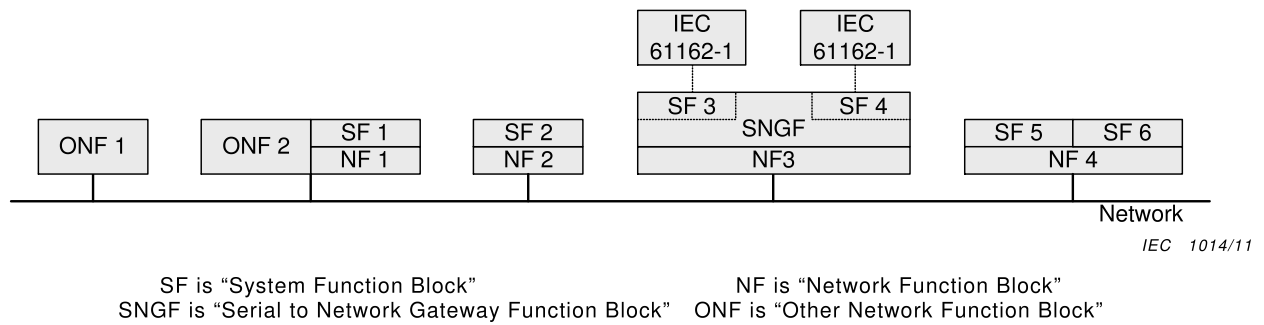 IEC
61162-1
IEC
61162-1
SF 3
SF 4
SNGF
NF3
ONF 1
ONF 2
SF 1
NF 1
SF 2
NF 2
SF 5
SF 6
NF 4
Network
IEC 1014/11
SF is “System Function Block”
NF is “Network Function Block”
SNGF is “Serial to Network Gateway Function Block”
ONF is “Other Network Function Block”